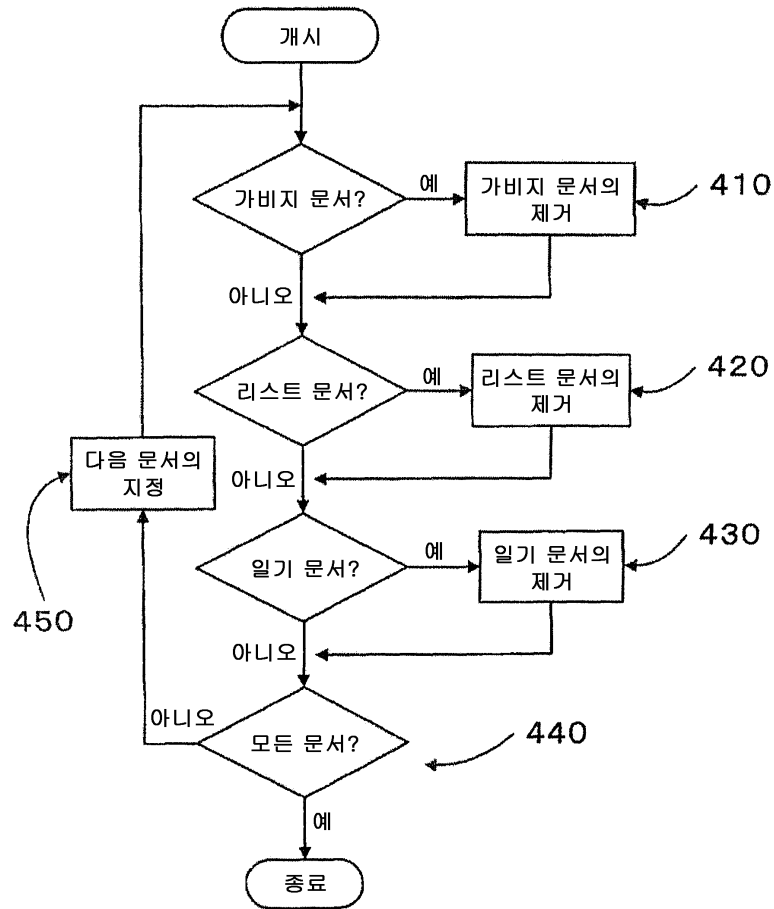 개시
가비지 문서?
예
가비지 문서의
제거
410
아니오
리스트 문서?
예
리스트 문서의
제거
420
다음 문서의
지정
아니오
일기 문서?
예
일기 문서의
제거
430
450
아니오
아니오
모든 문서?
440
예
종료